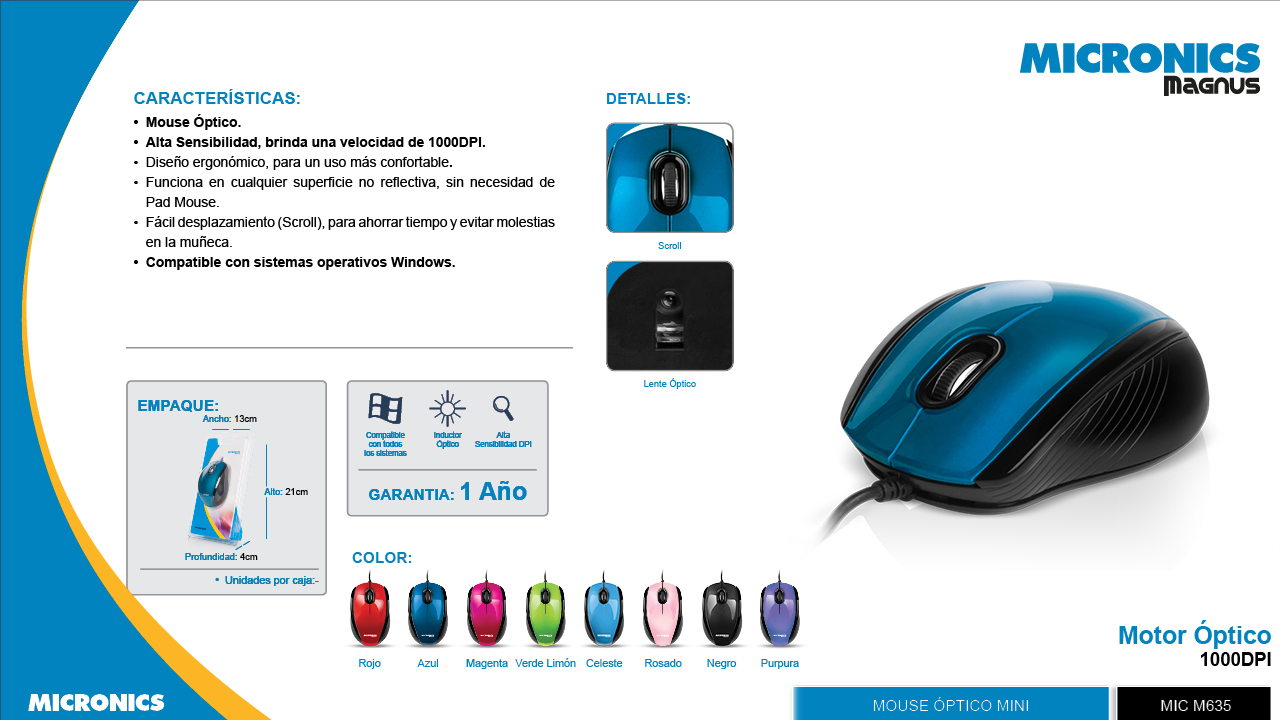 MICRONICS
MAGNUS
CARACTERÍSTICAS:
• Mouse Óptico.
• Alta Sensibilidad, brinda una velocidad de 1000DPI.
• Diseño ergonómico, para un uso más confortable.
• Funciona en cualquier superficie no reflectiva, sin necesidad de
Pad Mouse.
• Fácil desplazamiento (Scroll), para ahorrar tiempo y evitar molestias
en la muñeca.
• Compatible con sistemas operativos Windows.
DETALLES:
Scroll
Lente Óptico
EMPAQUE:
Ancho: 13cm
Alto: 21cm
Profundidad: 4cm
• Unidades por caja:-
Compatible
con todos
los sistemas
Inductor
Óptico
Alta
Sensibilidad DPI
GARANTIA: 1 Año
COLOR:
Rojo
Azul
Magenta
Verde Limón
Celeste
Rosado
Negro
Purpura
Motor Óptico
1000DPI
MICRONICS
MOUSE ÓPTICO MINI
MIC M635